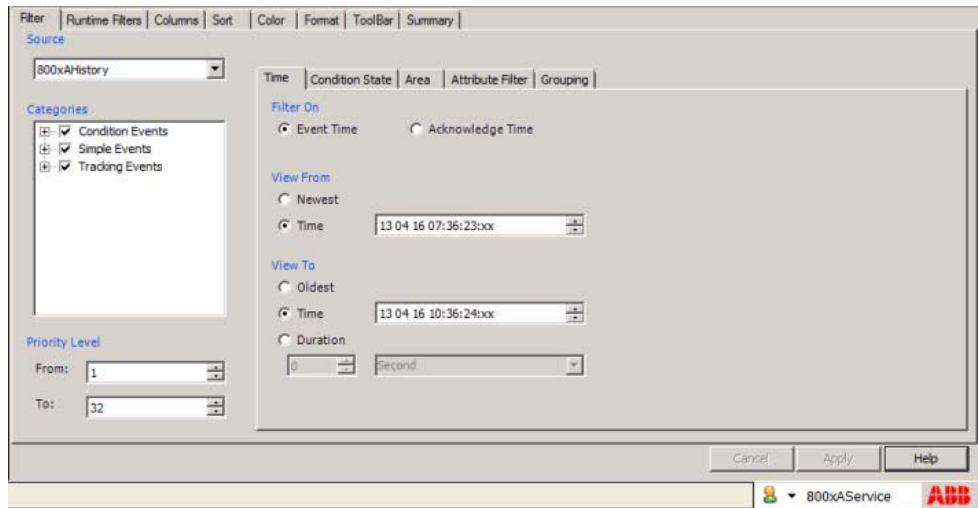 Filter Runtime Filters Columns Sort Color Format ToolBar Summary
Source
800xAHistory
Categories
Condition Events
Simple Events
Tracking Events
Priority Level
From: 1
To: 32
Time Condition State Area Attribute Filter Grouping
Filter On
Event Time Acknowledge Time
View From
Newest
Time 13 04 16 07:36:23:xx
View To
Oldest
Time 13 04 16 10:36:24:xx
Duration
0 Second
Cancel Apply Help
800xAService ABB